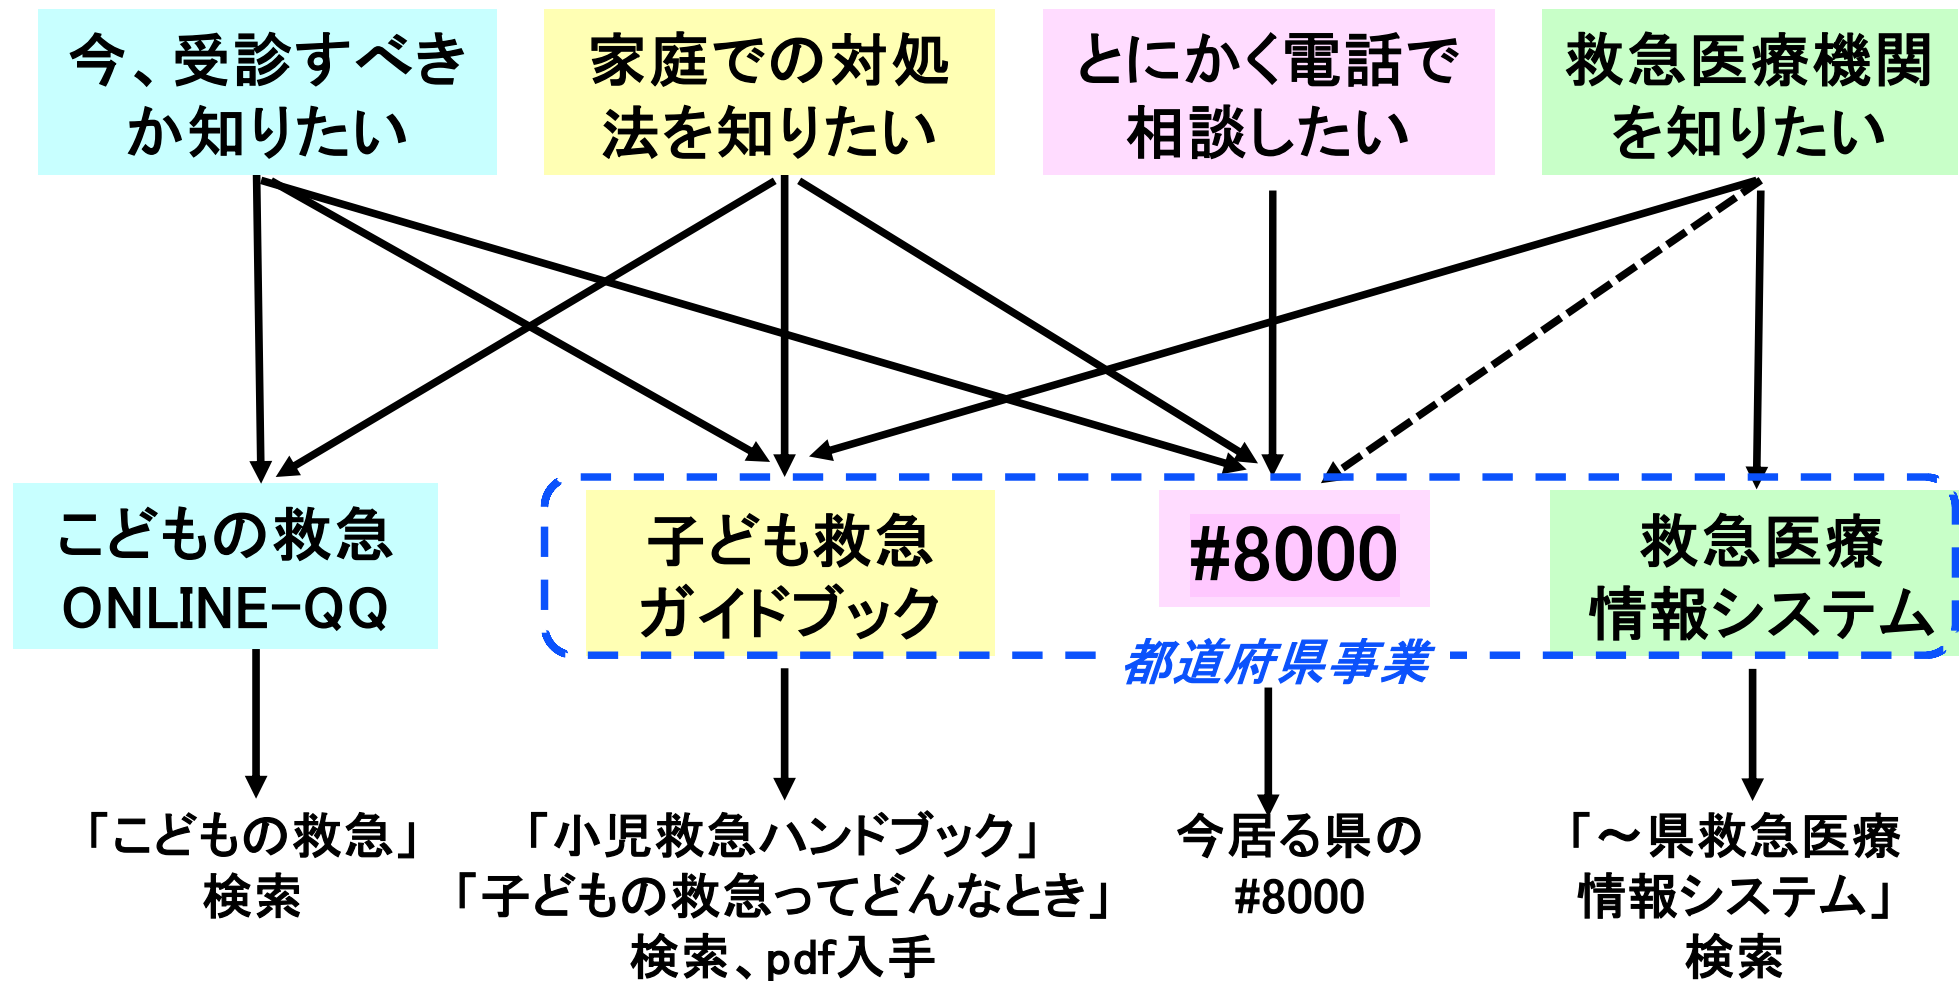 今、受診すべき
か知りたい
家庭での対処
法を知りたい
とにかく電話で
相談したい
救急医療機関
を知りたい
こどもの救急
ONLINE-QQ
子ども救急
ガイドブック
#8000
救急医療
情報システム
都道府県事業
「こどもの救急」
検索
「小児救急ハンドブック」
「子どもの救急ってどんなとき」
検索、pdf入手
今居る県の
#8000
「～県救急医療
情報システム」
検索